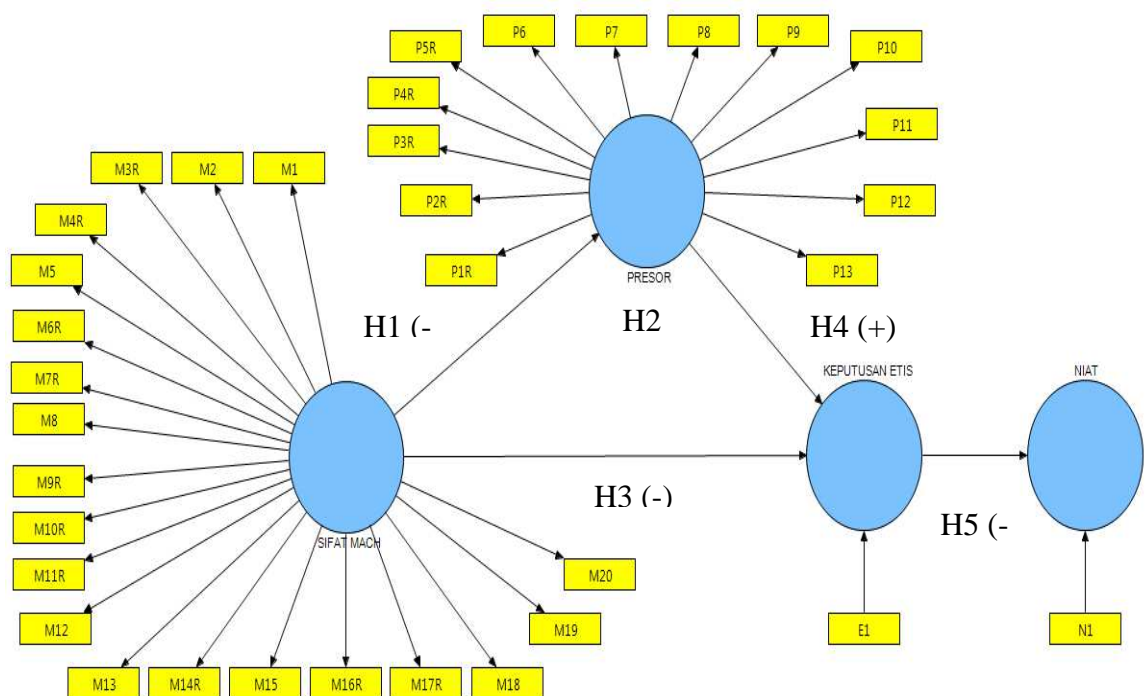 P5R
P6
P7
P8
P9
P10
P4R
P3R
P11
P2R
P12
P1R
P13
PRESOR
M3R
M2
M1
M4R
M5
M6R
M7R
M8
M9R
M10R
M11R
M12
M13
M14R
M15
M16R
M17R
M18
M19
M20
SIFAT MACH
H1 (-
H2
H4 (+)
KEPUTUSAN ETIS
NIAT
H3 (-)
H5 (-
E1
N1